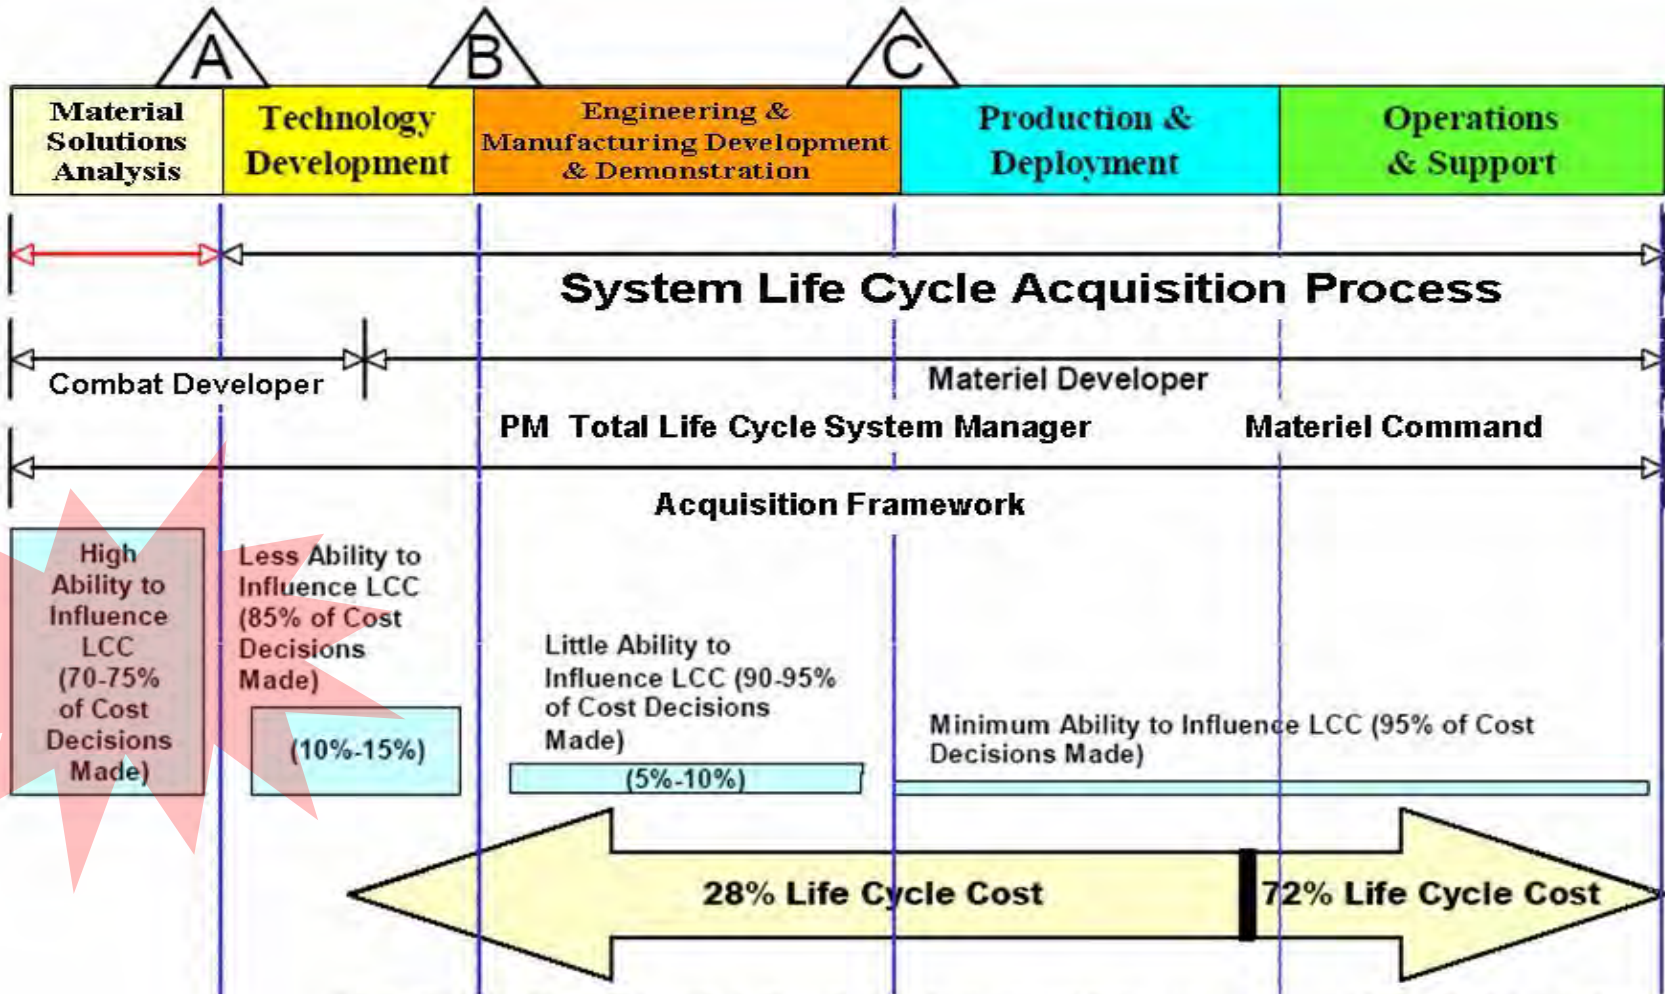 A
B
C
Material
Solutions
Analysis
Technology
Development
Engineering &
Manufacturing Development
& Demonstration
Production &
Deployment
Operations
& Support
System Life Cycle Acquisition Process
Combat Developer
Materiel Developer
PM Total Life Cycle System Manager
Materiel Command
Acquisition Framework
High
Ability to
Influence
LCC
(70-75%
of Cost
Decisions
Made)
Less Ability to
Influence LCC
(85% of Cost
Decisions
Made)
(10%-15%)
Little Ability to
Influence LCC (90-95%
of Cost Decisions
Made)
(5%-10%)
Minimum Ability to Influence LCC (95% of Cost
Decisions Made)
28% Life Cycle Cost
72% Life Cycle Cost